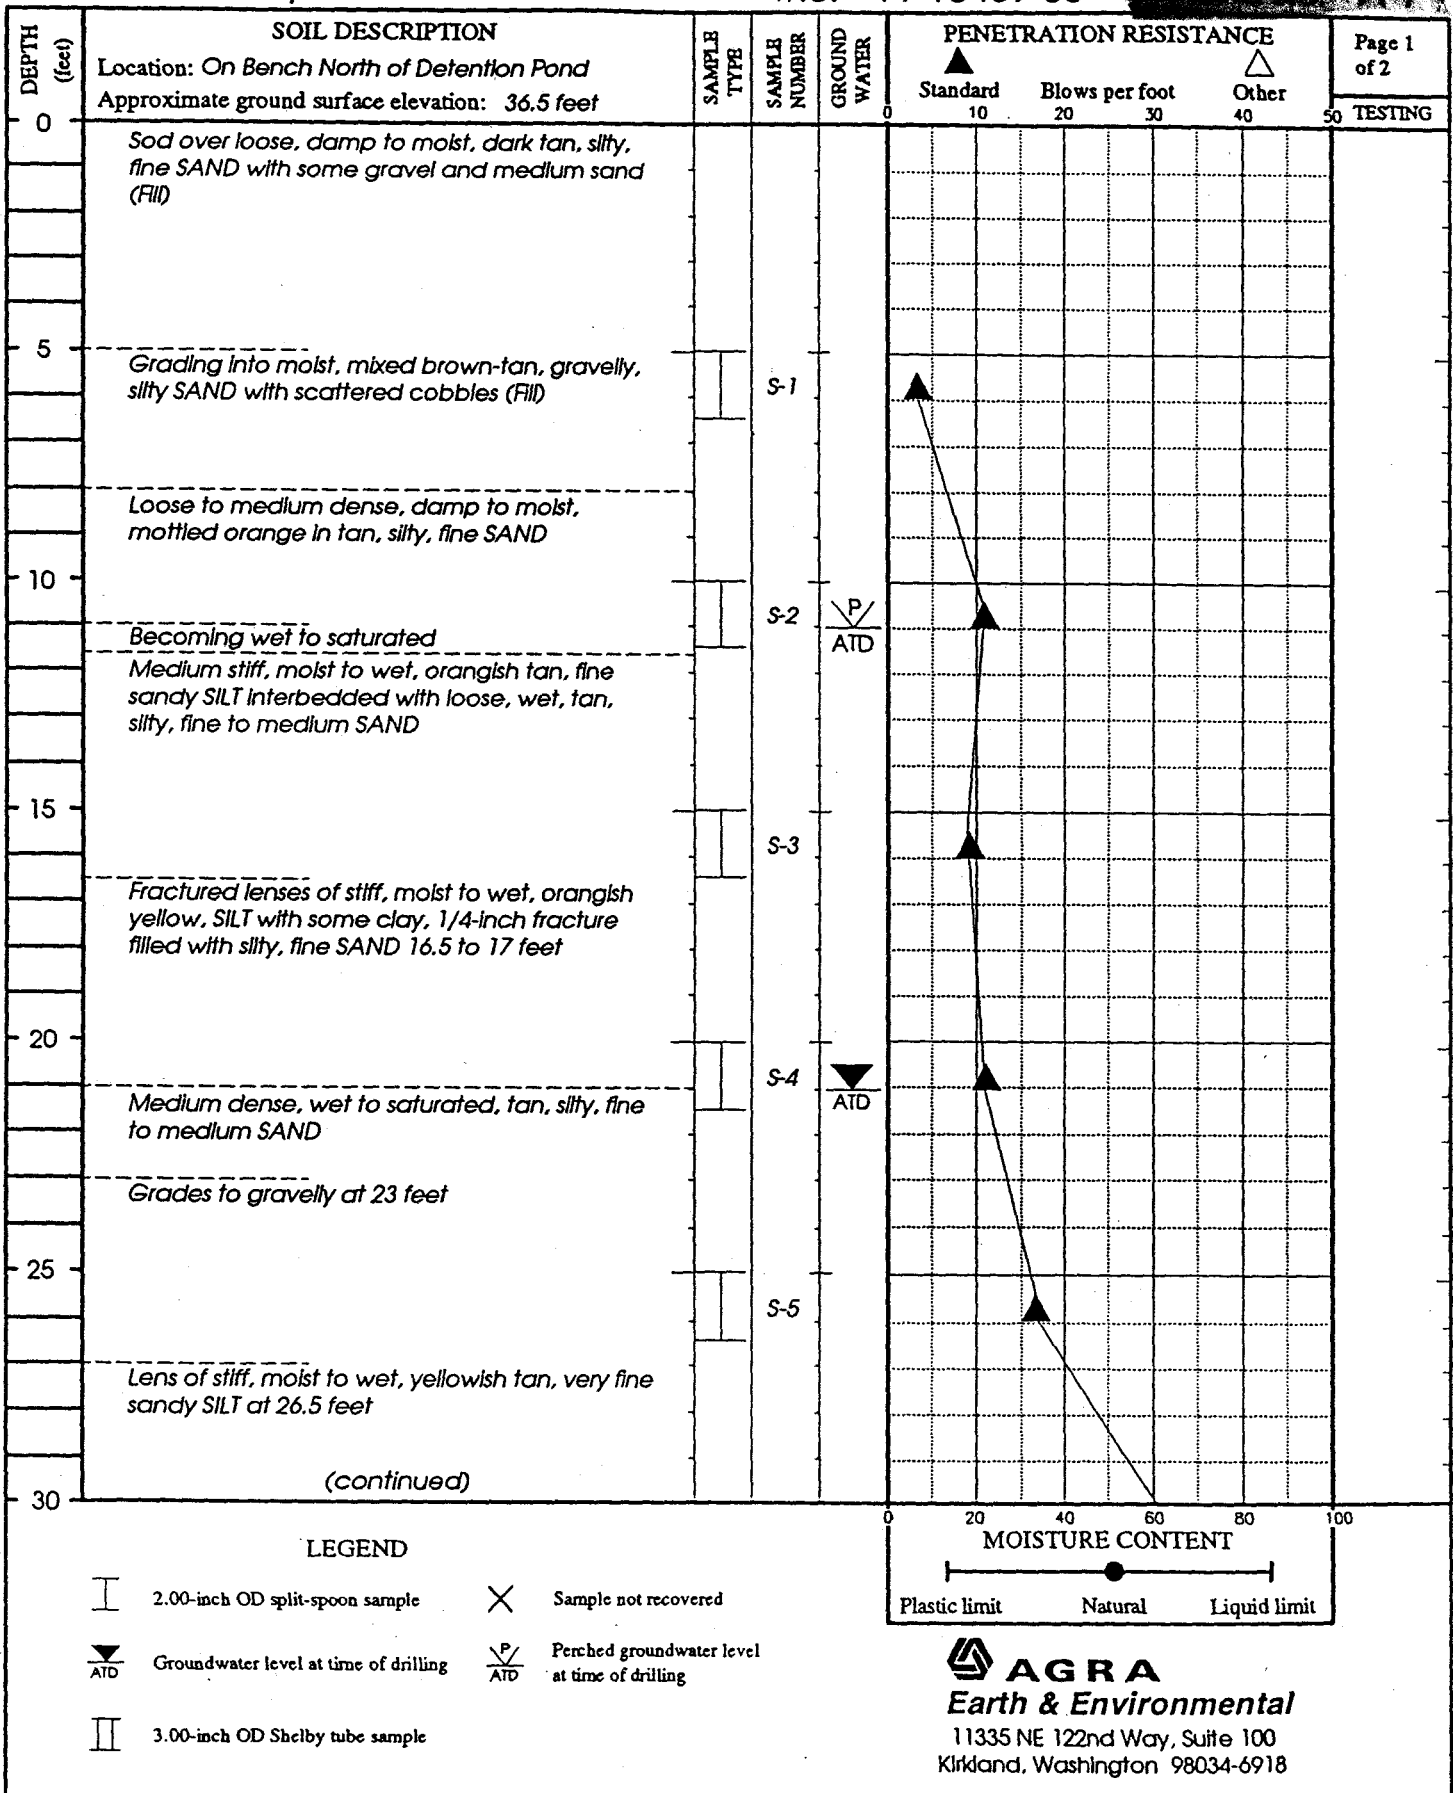 SOIL DESCRIPTION
Location: On Bench North of Detention Pond
Approximate ground surface elevation: 36.5 feet
DEPTH
(feet)
SAMPLE
TYPE
SAMPLE
NUMBER
GROUND
WATER
PENETRATION RESISTANCE
Standard Blows per foot Other
0 10 20 30 40 50
Page 1
of 2
TESTING
0
Sod over loose, damp to moist, dark tan, silty,
fine SAND with some gravel and medium sand
(Fill)
5
Grading into moist, mixed brown-tan, gravelly,
silty SAND with scattered cobbles (Fill)
S-1
Loose to medium dense, damp to moist,
mottled orange in tan, silty, fine SAND
10
S-2
P
ATD
Becoming wet to saturated
Medium stiff, moist to wet, orangish tan, fine
sandy SILT interbedded with loose, wet, tan,
silty, fine to medium SAND
15
S-3
Fractured lenses of stiff, moist to wet, orangish
yellow, SILT with some clay, 1/4-inch fracture
filled with silty, fine SAND 16.5 to 17 feet
20
S-4
ATD
Medium dense, wet to saturated, tan, silty, fine
to medium SAND
Grades to gravelly at 23 feet
25
S-5
Lens of stiff, moist to wet, yellowish tan, very fine
sandy SILT at 26.5 feet
(continued)
30
0 20 40 60 80 100
MOISTURE CONTENT
Plastic limit Natural Liquid limit
LEGEND
2.00-inch OD split-spoon sample
Sample not recovered
ATD Groundwater level at time of drilling
P
ATD
Perched groundwater level
at time of drilling
3.00-inch OD Shelby tube sample
AGRA
Earth & Environmental
11335 NE 122nd Way, Suite 100
Kirkland, Washington 98034-6918